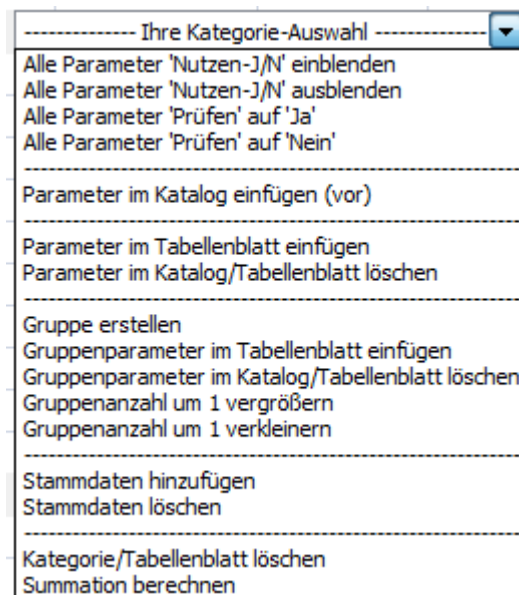 --------------- Ihre Kategorie-Auswahl ---------------
Alle Parameter 'Nutzen-J/N' einblenden
Alle Parameter 'Nutzen-J/N' ausblenden
Alle Parameter 'Prüfen' auf 'Ja'
Alle Parameter 'Prüfen' auf 'Nein'
Parameter im Katalog einfügen (vor)
Parameter im Tabellenblatt einfügen
Parameter im Katalog/Tabellenblatt löschen
Gruppe erstellen
Gruppenparameter im Tabellenblatt einfügen
Gruppenparameter im Katalog/Tabellenblatt löschen
Gruppenanzahl um 1 vergrößern
Gruppenanzahl um 1 verkleinern
Stammdaten hinzufügen
Stammdaten löschen
Kategorie/Tabellenblatt löschen
Summation berechnen